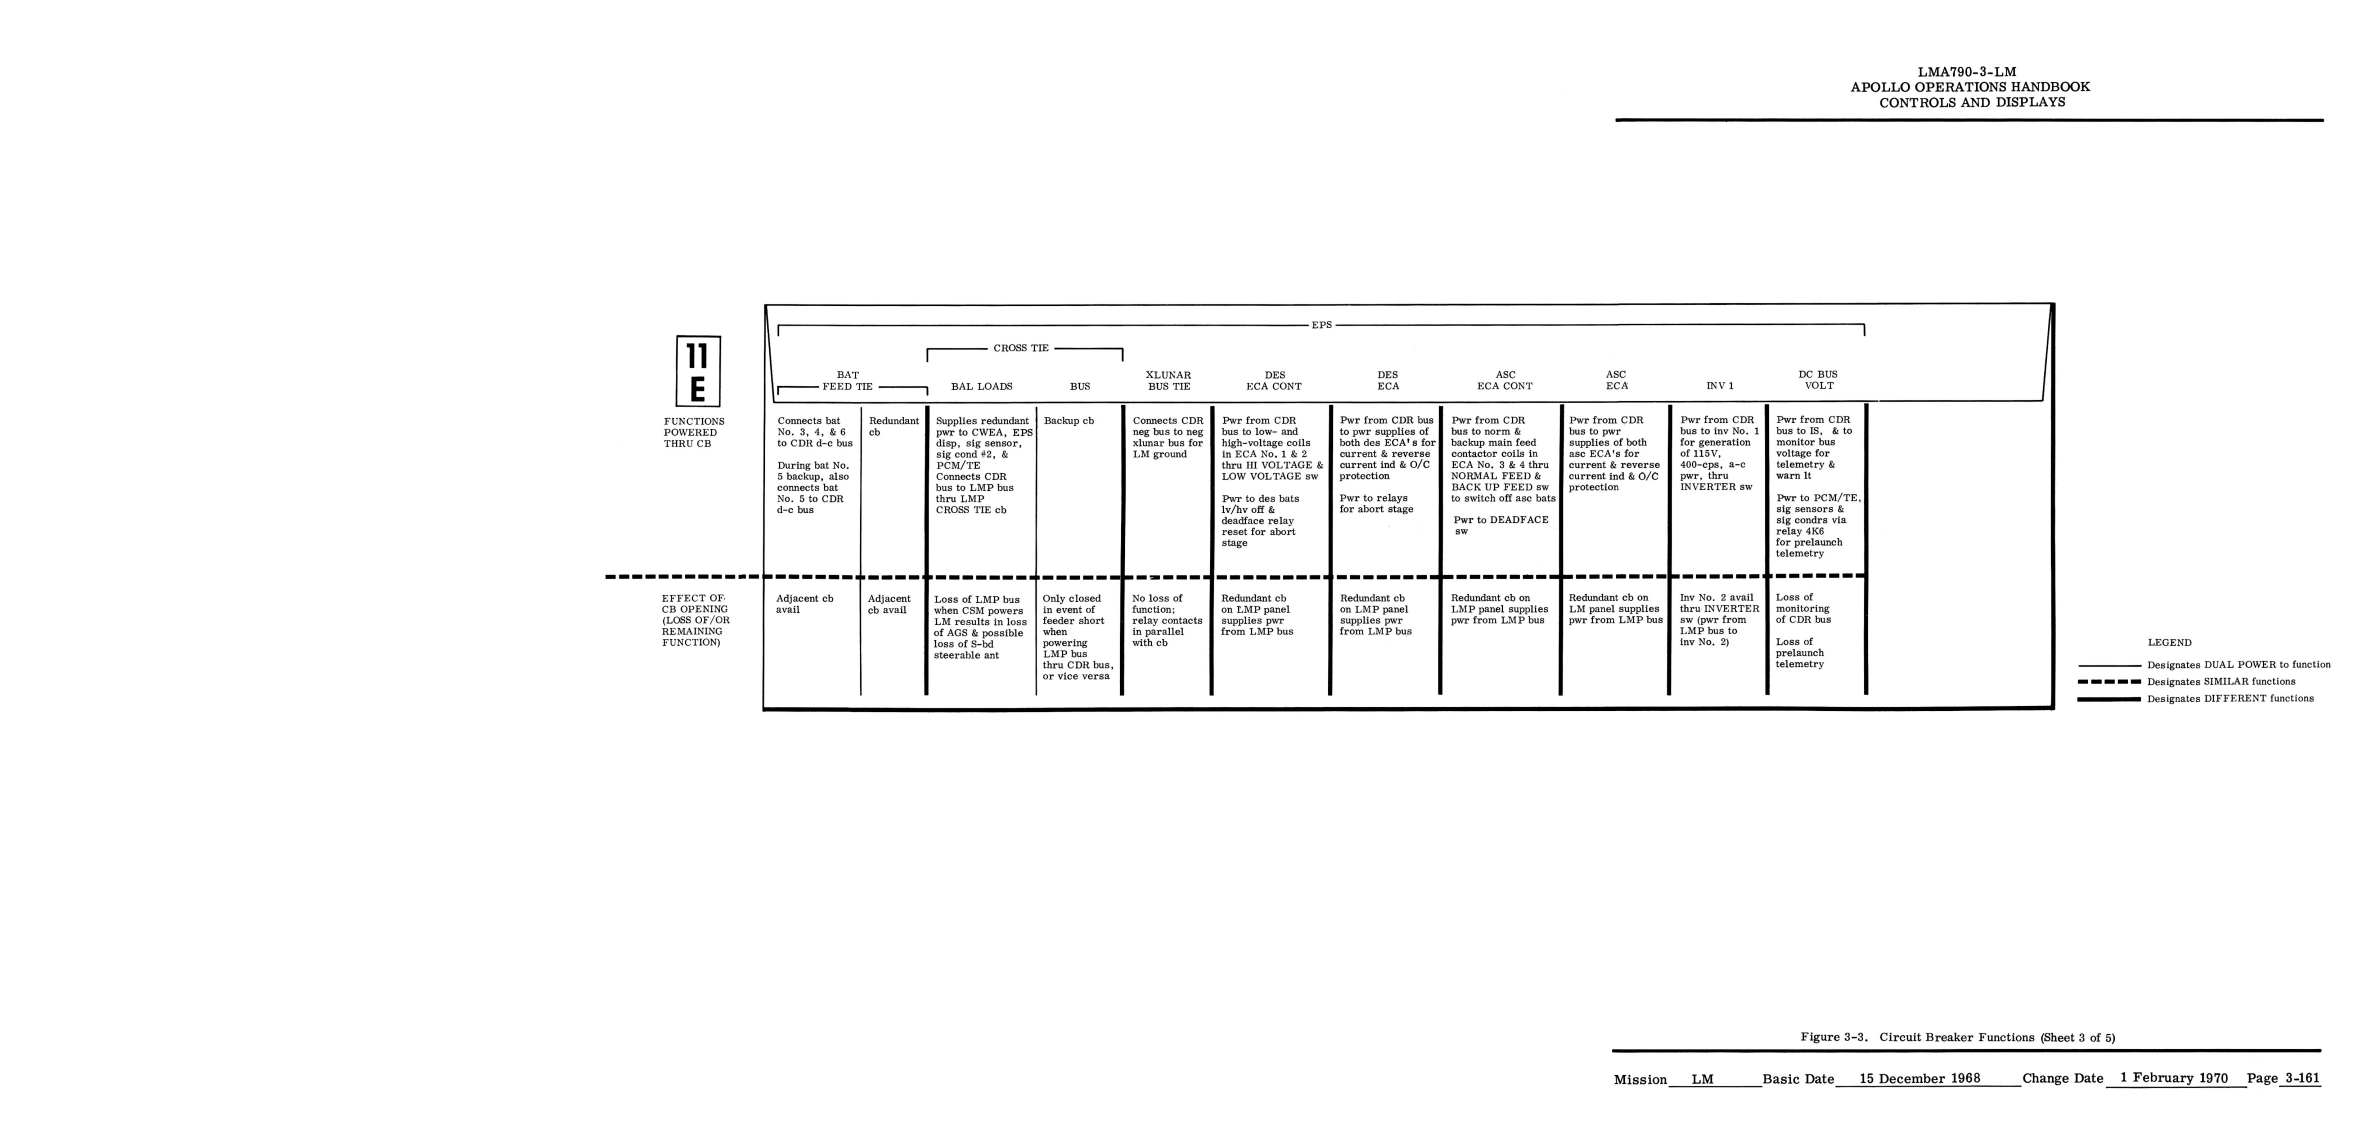 LMA790-3-LM
APOLLO OPERATIONS HANDBOOK
CONTROLS AND DISPLAYS
11
E
EPS
CROSS TIE
BAT
FEED TIE
BAL LOADS
BUS
XLUNAR
BUS TIE
DES
ECA CONT
DES
ECA
ASC
ECA CONT
ASC
ECA
INV 1
DC BUS
VOLT
FUNCTIONS
POWERED
THRU CB
Connects bat
No. 3, 4, & 6
to CDR d-c bus
During bat No.
5 backup, also
connects bat
No. 5 to CDR
d-c bus
Redundant
cb
Supplies redundant
pwr to CWEA, EPS
disp, sig sensor,
sig cond #2, &
PCM/TE
Connects CDR
bus to LMP bus
thru LMP
CROSS TIE cb
Backup cb
Connects CDR
neg bus to neg
xlunar bus for
LM ground
Pwr from CDR
bus to low- and
high-voltage coils
in ECA No. 1 & 2
thru HI VOLTAGE &
LOW VOLTAGE sw
Pwr to des bats
lv/hv off &
deadface relay
reset for abort
stage
Pwr from CDR bus
to pwr supplies of
both des ECA's for
current & reverse
current ind & O/C
protection
Pwr to relays
for abort stage
Pwr from CDR
bus to norm &
backup main feed
contactor coils in
ECA No. 3 & 4 thru
NORMAL FEED &
BACK UP FEED sw
to switch off asc bats
Pwr to DEADFACE
sw
Pwr from CDR
bus to pwr
supplies of both
asc ECA's for
current & reverse
current ind & O/C
protection
Pwr from CDR
bus to inv No. 1
for generation
of 115V,
400-cps, a-c
pwr, thru
INVERTER sw
Pwr from CDR
bus to IS, & to
monitor bus
voltage for
telemetry &
warn lt
Pwr to PCM/TE,
sig sensors &
sig condrs via
relay 4K6
for prelaunch
telemetry
EFFECT OF
CB OPENING
(LOSS OF/OR
REMAINING
FUNCTION)
Adjacent cb
avail
Adjacent
cb avail
Loss of LMP bus
when CSM powers
LM results in loss
of AGS & possible
loss of S-bd
steerable ant
Only closed
in event of
feeder short
when
powering
LMP bus
thru CDR bus,
or vice versa
No loss of
function;
relay contacts
in parallel
with cb
Redundant cb
on LMP panel
supplies pwr
from LMP bus
Redundant cb
on LMP panel
supplies pwr
from LMP bus
Redundant cb on
LMP panel supplies
pwr from LMP bus
Redundant cb on
LM panel supplies
pwr from LMP bus
Inv No. 2 avail
thru INVERTER
sw (pwr from
LMP bus to
inv No. 2)
Loss of
monitoring
of CDR bus
Loss of
prelaunch
telemetry
LEGEND
Designates DUAL POWER to function
Designates SIMILAR functions
Designates DIFFERENT functions
Figure 3-3. Circuit Breaker Functions (Sheet 3 of 5)
Mission LM Basic Date 15 December 1968 Change Date 1 February 1970 Page 3-161